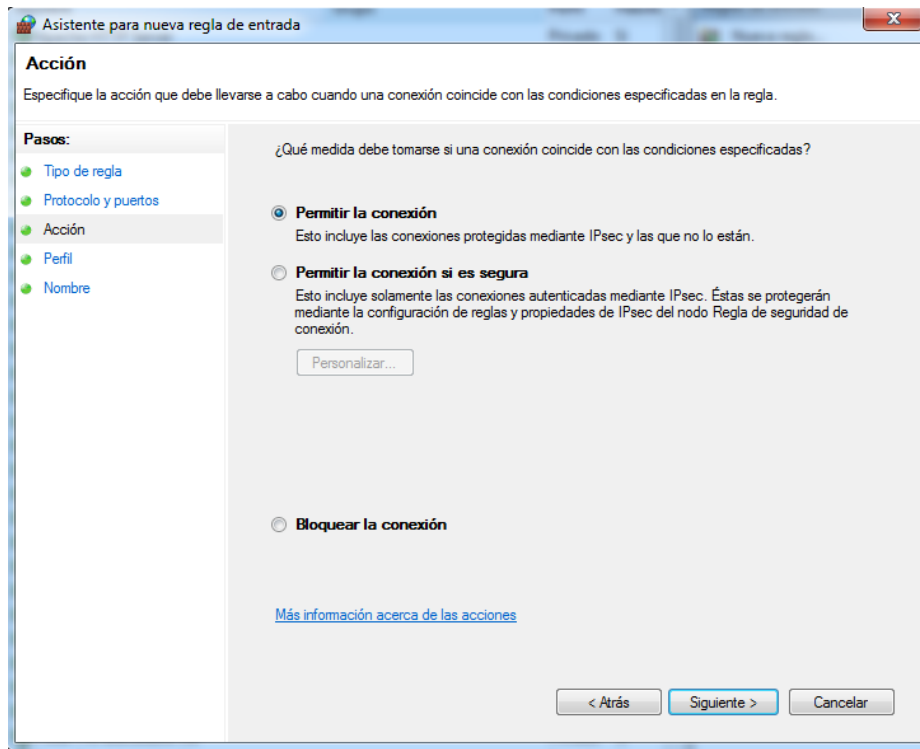 Asistente para nueva regla de entrada
Acción
Especifique la acción que debe llevarse a cabo cuando una conexión coincide con las condiciones especificadas en la regla.
Pasos:
Tipo de regla
Protocolo y puertos
Acción
Perfil
Nombre
¿Qué medida debe tomarse si una conexión coincide con las condiciones especificadas?
Permitir la conexión
Esto incluye las conexiones protegidas mediante IPsec y las que no lo están.
Permitir la conexión si es segura
Esto incluye solamente las conexiones autenticadas mediante IPsec. Éstas se protegerán
mediante la configuración de reglas y propiedades de IPsec del nodo Regla de seguridad de
conexión.
Personalizar...
Bloquear la conexión
Más información acerca de las acciones
< Atrás
Siguiente >
Cancelar